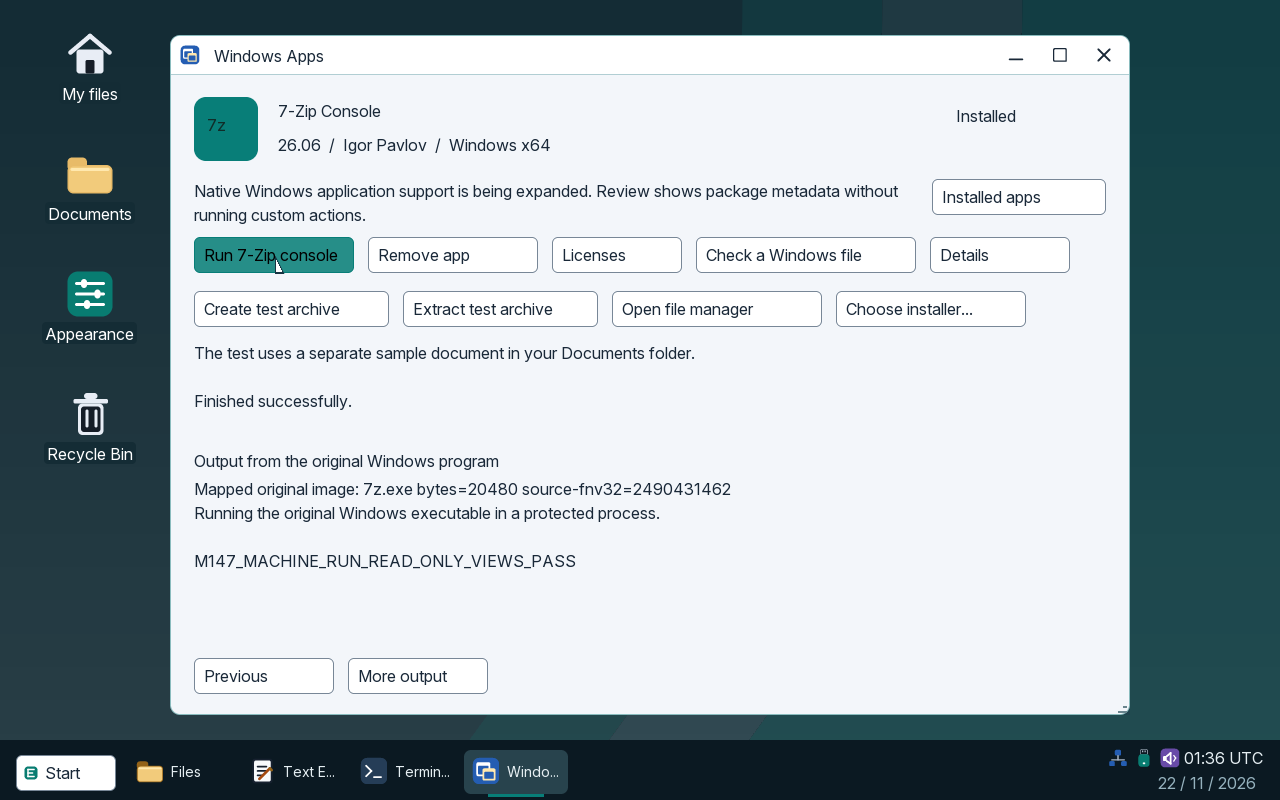 My files
Documents
Appearance
Recycle Bin
Windows Apps
7z
7-Zip Console
26.06 / Igor Pavlov / Windows x64
Installed
Native Windows application support is being expanded. Review shows package metadata without
running custom actions.
Installed apps
Run 7-Zip console
Remove app
Licenses
Check a Windows file
Details
Create test archive
Extract test archive
Open file manager
Choose installer...
The test uses a separate sample document in your Documents folder.
Finished successfully.
Output from the original Windows program
Mapped original image: 7z.exe bytes=20480 source-fnv32=2490431462
Running the original Windows executable in a protected process.
M147_MACHINE_RUN_READ_ONLY_VIEWS_PASS
Previous
More output
E Start
Files
Text E...
Termin...
Windo...
01:36 UTC
22 / 11 / 2026